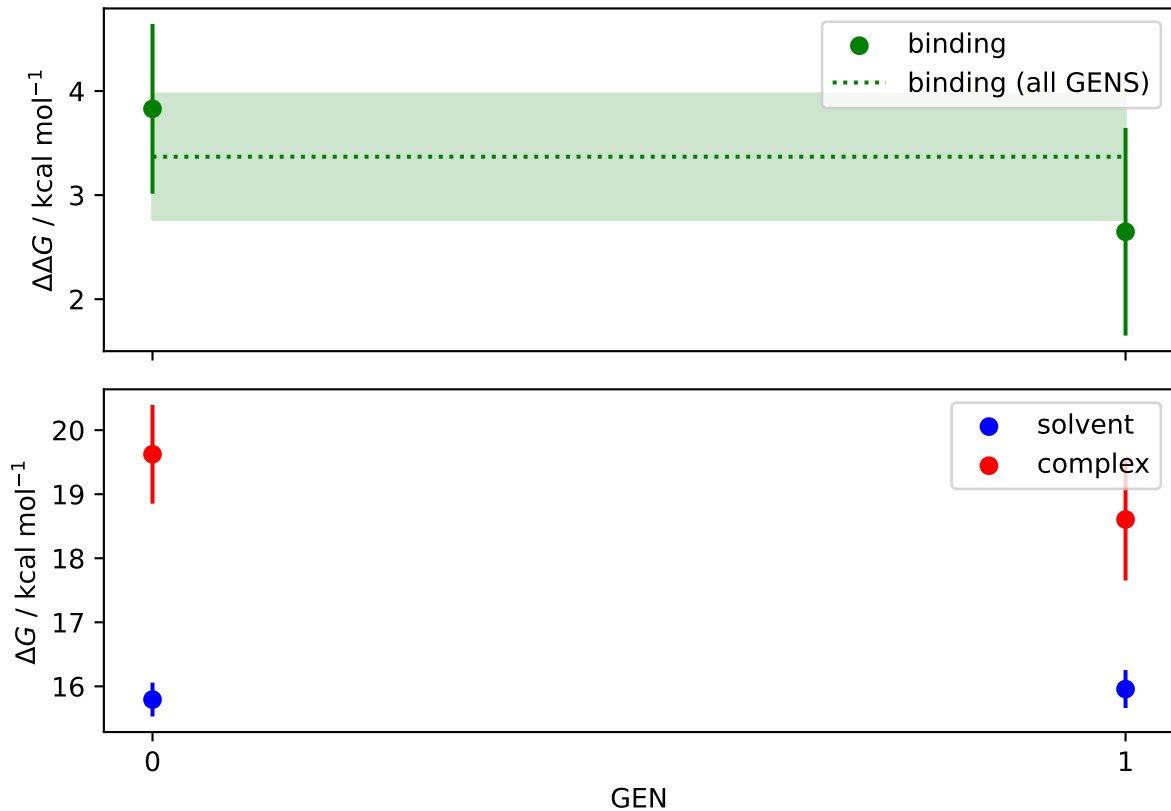 binding
binding (all GENS)
4
3
2
ΔΔG / kcal mol⁻¹
solvent
complex
20
19
18
17
16
ΔG / kcal mol⁻¹
0 1
GEN